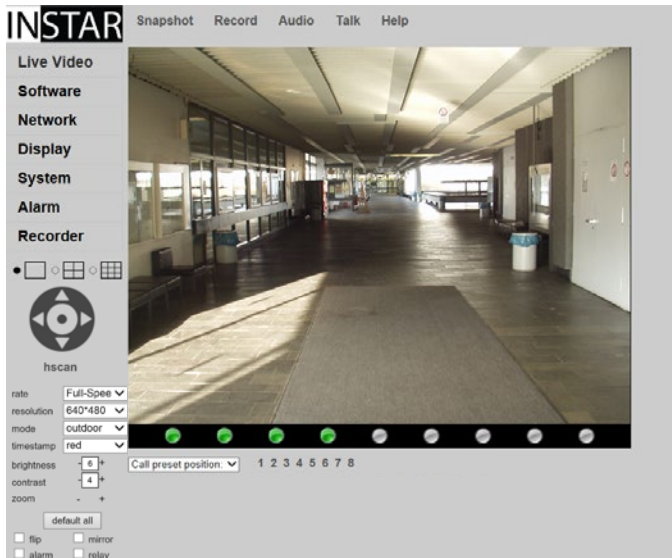 INSTAR
Snapshot Record Audio Talk Help
Live Video
Software
Network
Display
System
Alarm
Recorder
hscan
rate Full-Spee
resolution 640*480
mode outdoor
timestamp red
brightness - 6 +
contrast - 4 +
zoom - +
default all
flip mirror
alarm relay
Call preset position: 1 2 3 4 5 6 7 8